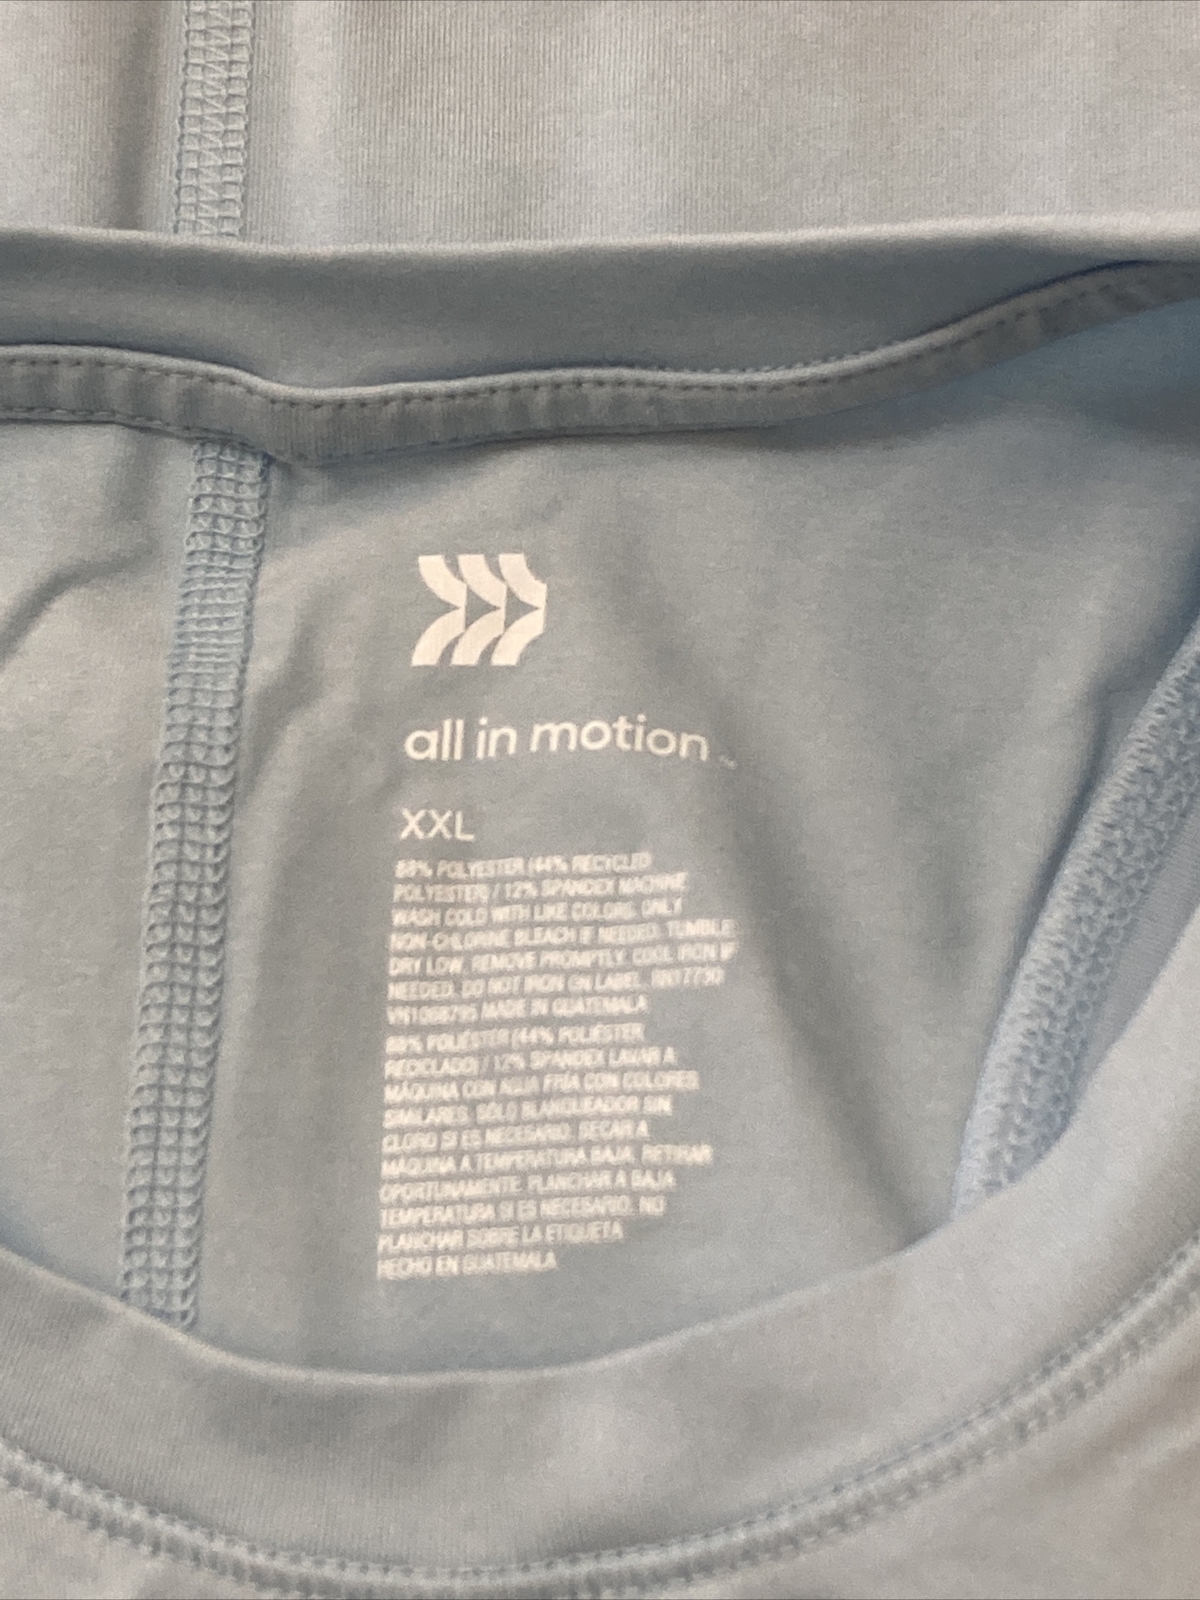 all in motion
XXL
88% POLYESTER (44% RECYCLED
POLYESTER) / 12% SPANDEX MACHINE
WASH COLD WITH LIKE COLORS. ONLY
NON-CHLORINE BLEACH IF NEEDED. TUMBLE
DRY LOW. REMOVE PROMPTLY. COOL IRON IF
NEEDED. DO NOT IRON ON LABEL. RN17730
MADE IN GUATEMALA
88% POLIÉSTER (44% POLIÉSTER
RECICLADO) / 12% SPANDEX LAVAR A
MÁQUINA CON AGUA FRÍA CON COLORES
SIMILARES. SÓLO BLANQUEADOR SIN
CLORO SI ES NECESARIO. SECAR A
MÁQUINA A TEMPERATURA BAJA. RETIRAR
OPORTUNAMENTE. PLANCHAR A BAJA
TEMPERATURA SI ES NECESARIO. NO
PLANCHAR SOBRE LA ETIQUETA
HECHO EN GUATEMALA